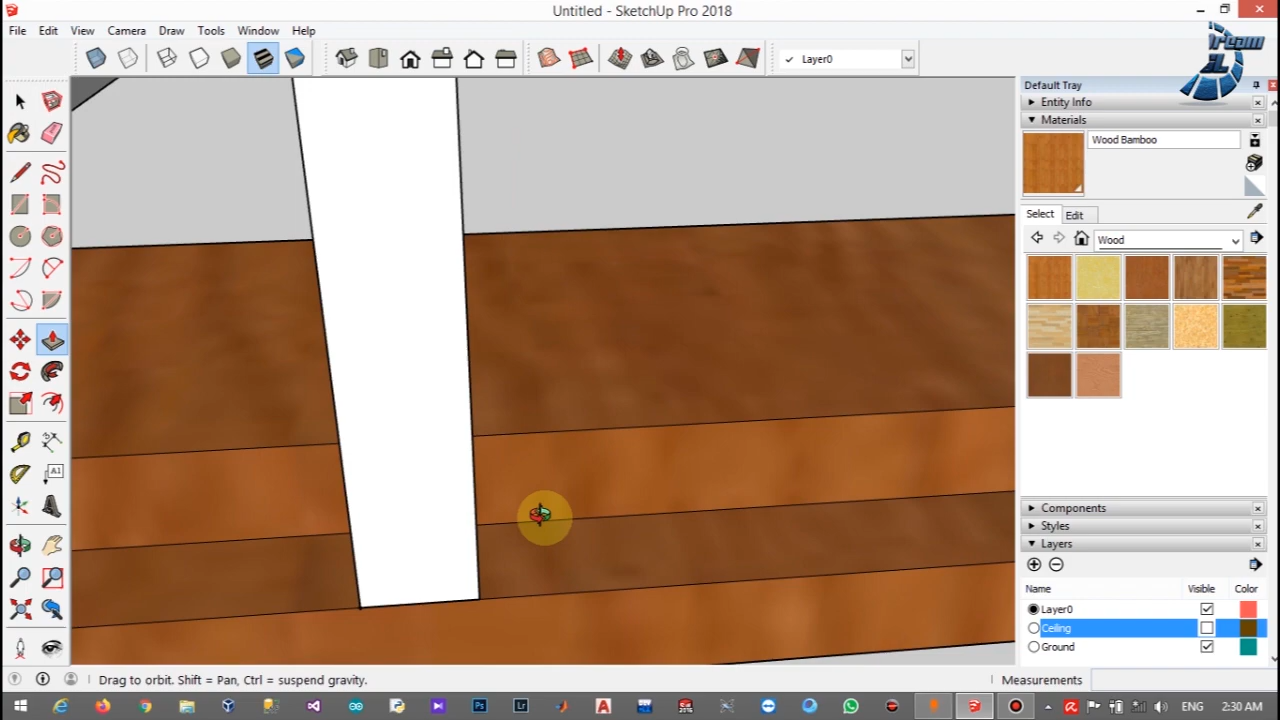 Untitled - SketchUp Pro 2018
File Edit View Camera Draw Tools Window Help
Layer0
Default Tray
Entity Info
Materials
Wood Bamboo
Select Edit
Wood
A1
Components
Styles
Layers
Name Visible Color
Layer0
Ceiling
Ground
Drag to orbit. Shift = Pan, Ctrl = suspend gravity.
Measurements
ENG 2:30 AM